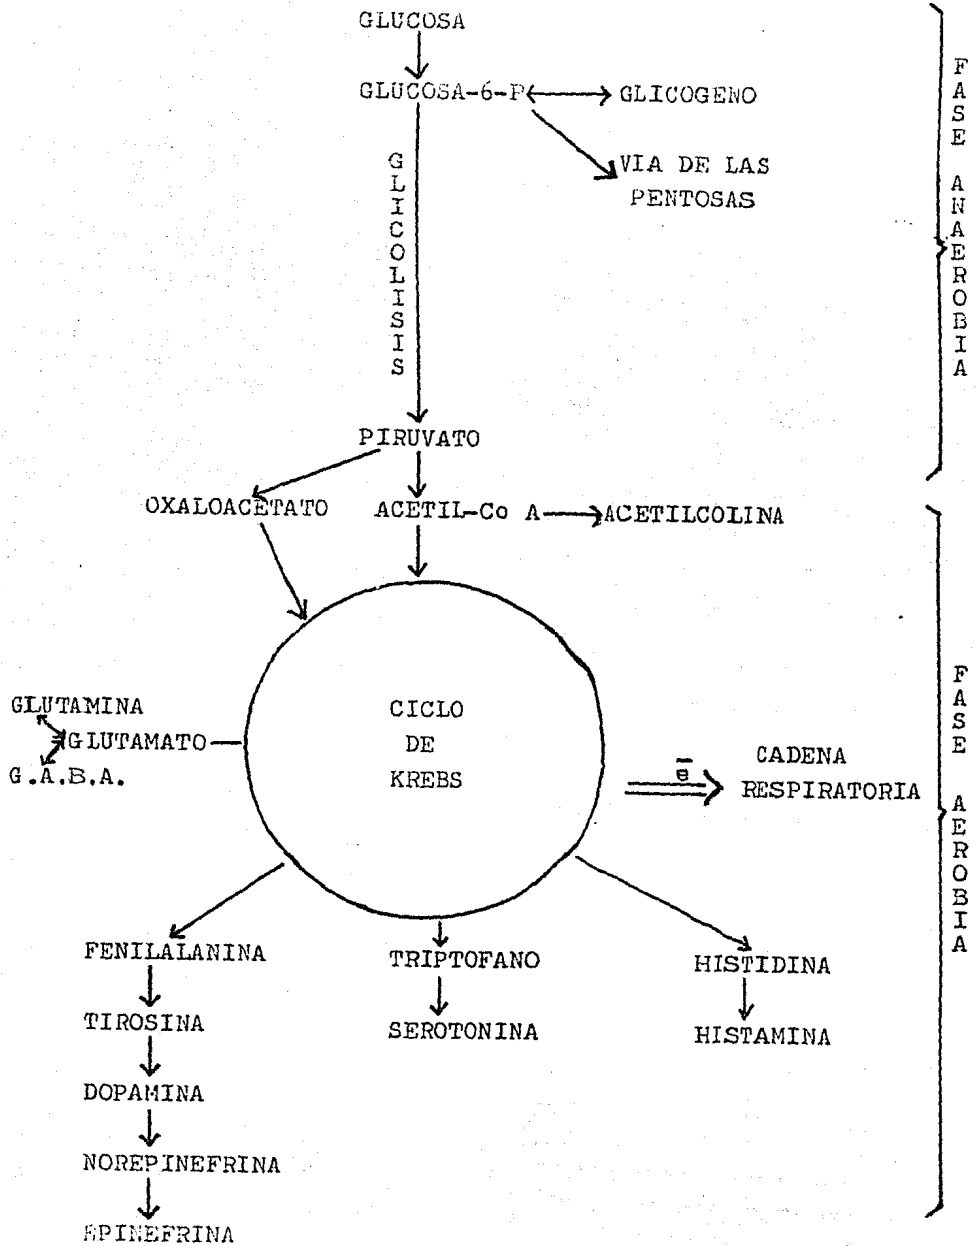 GLUCOSA
GLUCOSA-6-P
GLICOGENO
VIA DE LAS
PENTOSAS
GLICOLISIS
FASE ANAEROBIA
PIRUVATO
OXALOACETATO
ACETIL-Co A
ACETILCOLINA
CICLO
DE
KREBS
GLUTAMINA
GLUTAMATO
G.A.B.A.
e̅
CADENA
RESPIRATORIA
FASE AEROBIA
FENILALANINA
TRIPTOFANO
HISTIDINA
TIROSINA
SEROTONINA
HISTAMINA
DOPAMINA
NOREPINEFRINA
EPINEFRINA